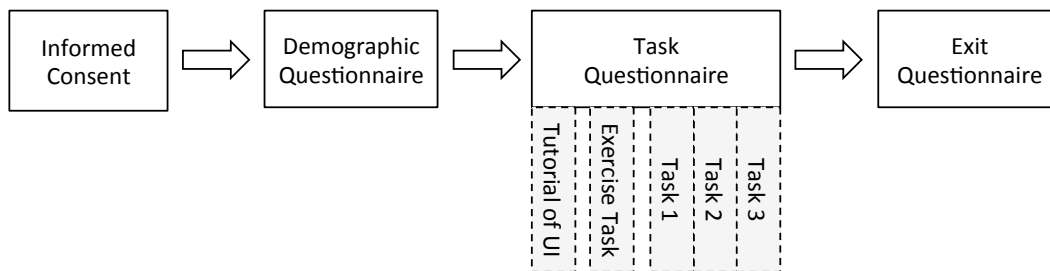 Informed
Consent
Demographic
Questionnaire
Task
Questionnaire
Exit
Questionnaire
Tutorial of UI
Exercise Task
Task 1
Task 2
Task 3